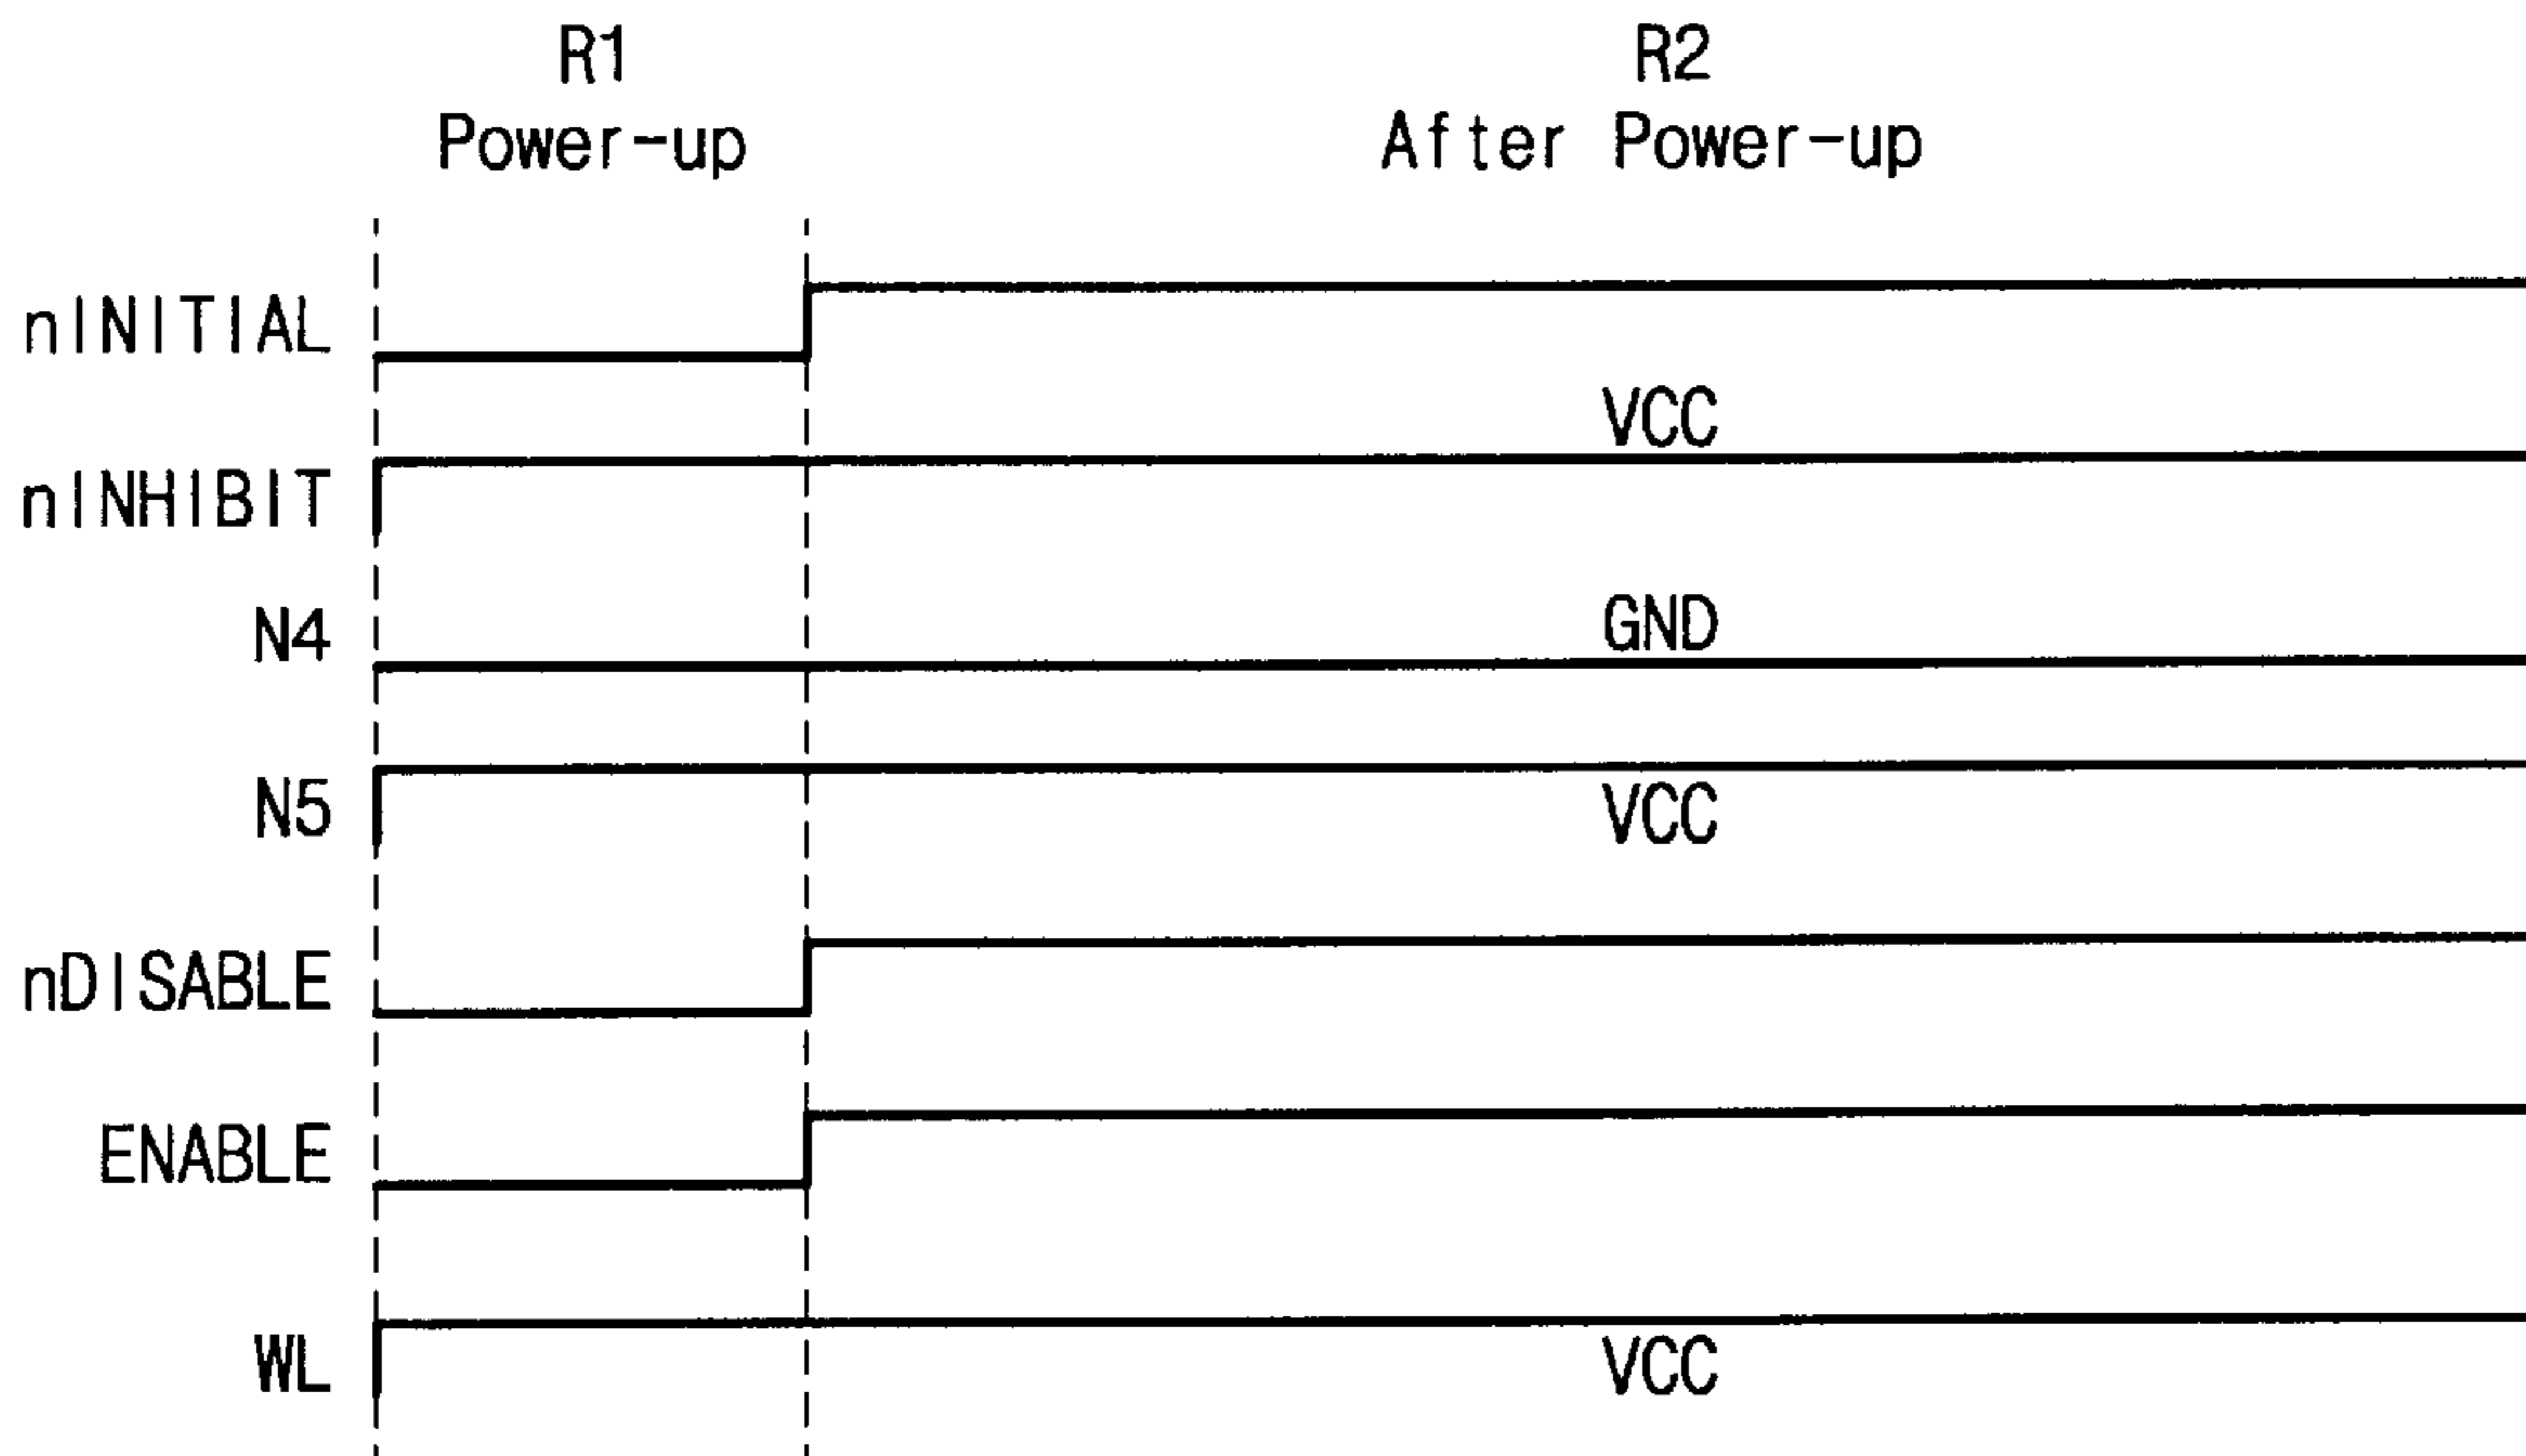 R1
R2
Power-up
After Power-up
nINITIAL
VCC
nINHIBIT
GND
N4
N5
VCC
nDISABLE
ENABLE
WL
VCC